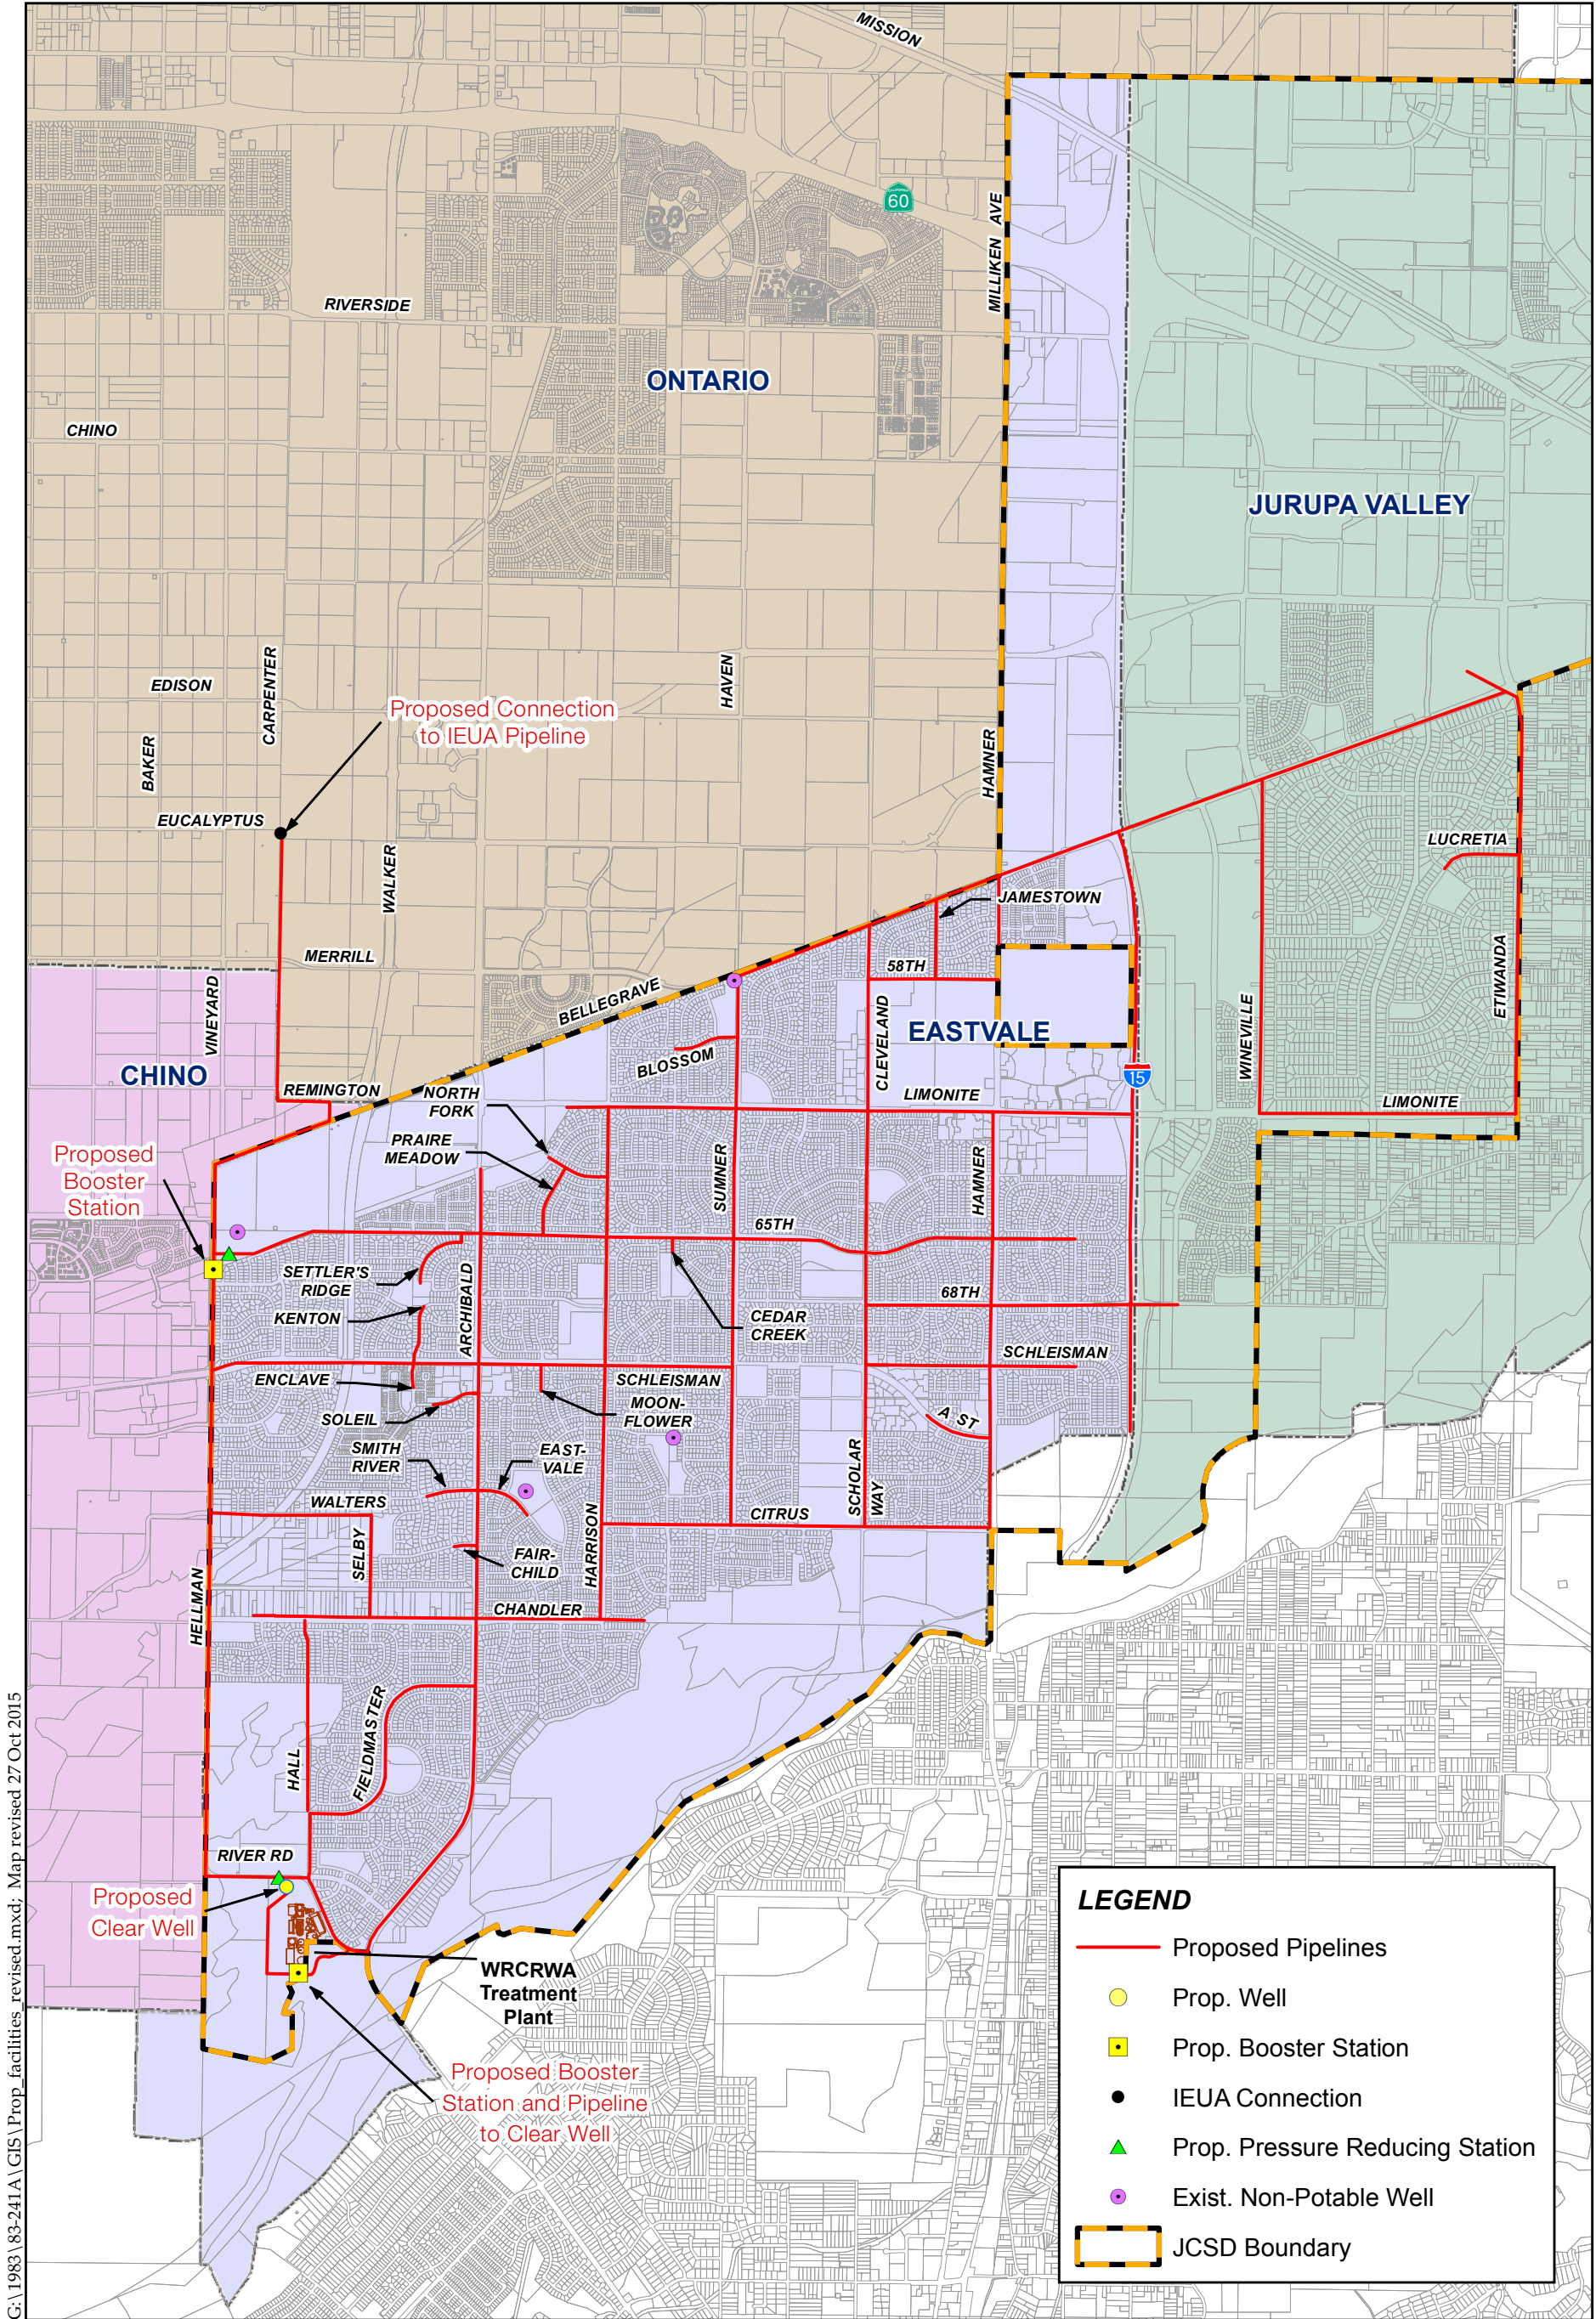 MISSION
60
MILLIKEN AVE
RIVERSIDE
ONTARIO
CHINO
JURUPA VALLEY
EDISON
CARPENTER
HAVEN
Proposed Connection
to IEUA Pipeline
BAKER
HAMNER
EUCALYPTUS
WALKER
LUCRETIA
JAMESTOWN
MERRILL
58TH
ETIWANDA
VINEYARD
BELLEGRAVE
CLEVELAND
EASTVALE
WINEVILLE
CHINO
BLOSSOM
15
REMINGTON
NORTH
FORK
LIMONITE
LIMONITE
PRAIRE
MEADOW
Proposed
Booster
Station
SUMNER
HAMNER
65TH
SETTLER'S
RIDGE
ARCHIBALD
68TH
KENTON
CEDAR
CREEK
SCHLEISMAN
ENCLAVE
SCHLEISMAN
SOLEIL
MOON-
FLOWER
A ST
SMITH
RIVER
EAST-
VALE
SCHOLAR
WAY
WALTERS
CITRUS
HARRISON
SELBY
FAIR-
CHILD
HELLMAN
CHANDLER
FIELDMASTER
HALL
RIVER RD
Proposed
Clear Well
WRCRWA
Treatment
Plant
Proposed Booster
Station and Pipeline
to Clear Well
LEGEND
Proposed Pipelines
Prop. Well
Prop. Booster Station
IEUA Connection
Prop. Pressure Reducing Station
Exist. Non-Potable Well
JCSD Boundary
G:\1983\83-241A\GIS\Prop_facilities_revised.mxd; Map revised 27 Oct 2015